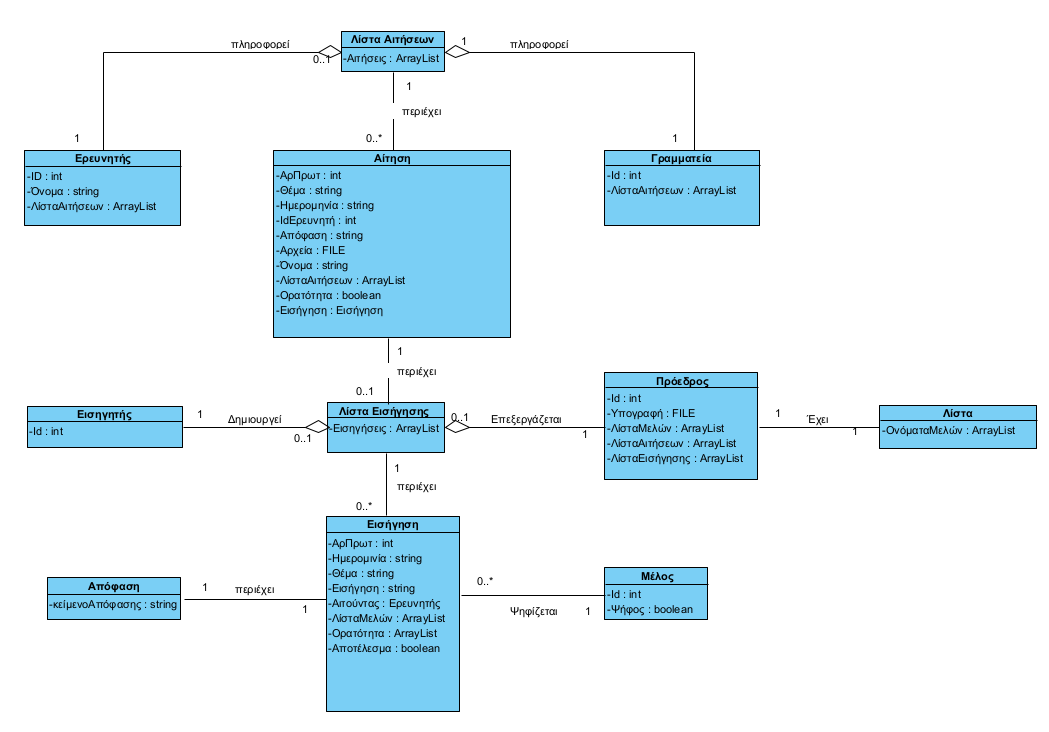 Λίστα Αιτήσεων
-Αιτήσεις : ArrayList
πληροφορεί
0..1
1
πληροφορεί
1
περιέχει
1
0..*
1
Ερευνητής
-ID : int
-Όνομα : string
-ΛίσταΑιτήσεων : ArrayList
Αίτηση
-ΑρΠρωτ : int
-Θέμα : string
-Ημερομηνία : string
-IdΕρευνητή : int
-Απόφαση : string
-Αρχεία : FILE
-Όνομα : string
-ΛίσταΑιτήσεων : ArrayList
-Ορατότητα : boolean
-Εισήγηση : Εισήγηση
Γραμματεία
-Id : int
-ΛίσταΑιτήσεων : ArrayList
1
περιέχει
0..1
Εισηγητής
-Id : int
1
Δημιουργεί
0..1
Λίστα Εισήγησης
-Εισηγήσεις : ArrayList
0..1
Επεξεργάζεται
1
Πρόεδρος
-Id : int
-Υπογραφή : FILE
-ΛίσταΜελών : ArrayList
-ΛίσταΑιτήσεων : ArrayList
-ΛίσταΕισήγησης : ArrayList
1
Έχει
1
Λίστα
-ΟνόματαΜελών : ArrayList
1
περιέχει
0..*
Εισήγηση
-ΑρΠρωτ : int
-Ημερομινία : string
-Θέμα : string
-Εισήγηση : string
-Αιτούντας : Ερευνητής
-ΛίσταΜελών : ArrayList
-Ορατότητα : ArrayList
-Αποτέλεσμα : boolean
Απόφαση
-κείμενοΑπόφασης : string
1
περιέχει
1
0..*
Ψηφίζεται
1
Μέλος
-Id : int
-Ψήφος : boolean